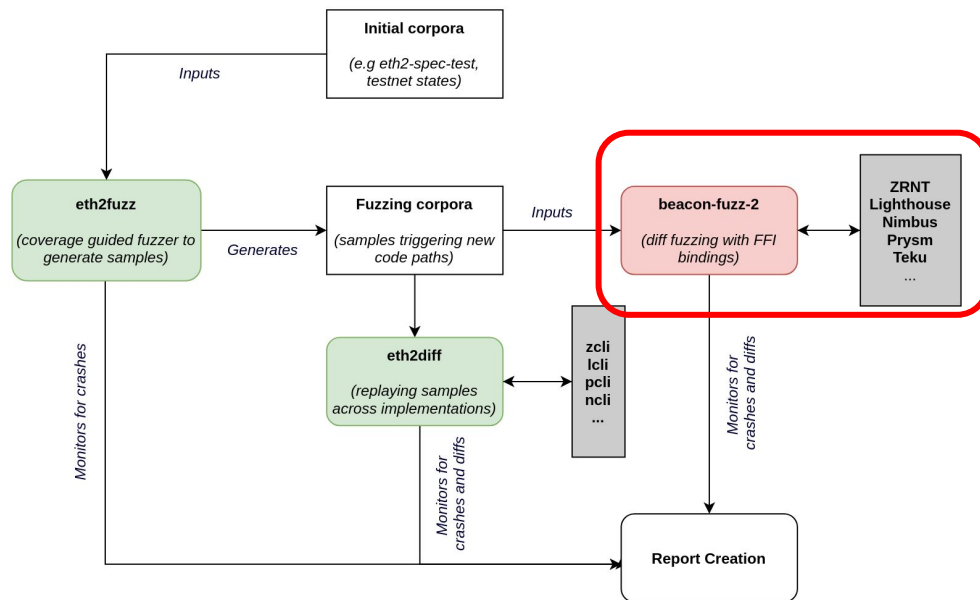 Initial corpora
(e.g eth2-spec-test,
testnet states)
Inputs
eth2fuzz
(coverage guided fuzzer to
generate samples)
Generates
Fuzzing corpora
(samples triggering new
code paths)
Inputs
beacon-fuzz-2
(diff fuzzing with FFI
bindings)
ZRNT
Lighthouse
Nimbus
Prysm
Teku
...
eth2diff
(replaying samples
across implementations)
zcli
lcli
pcli
ncli
...
Monitors for crashes
Monitors for
crashes and diffs
Monitors for
crashes and diffs
Report Creation